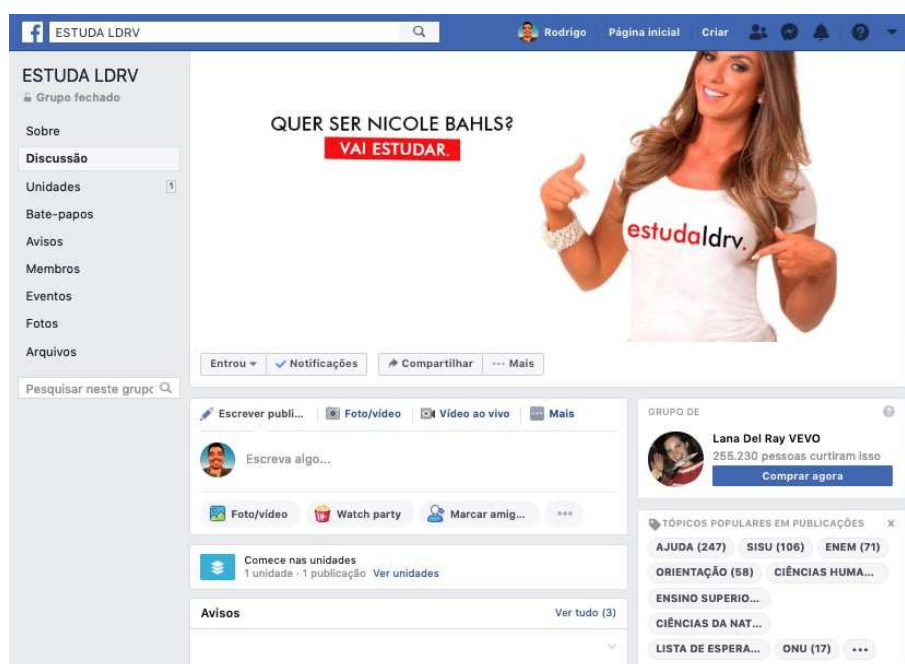 ESTUDA LDRV
Rodrigo Página inicial Criar
ESTUDA LDRV
Grupo fechado
Sobre
Discussão
Unidades 1
Bate-papos
Avisos
Membros
Eventos
Fotos
Arquivos
Pesquisar neste grupo
QUER SER NICOLE BAHLS?
VAI ESTUDAR.
estudaldrv.
Entrou Notificações Compartilhar Mais
Escrever publi... Foto/vídeo Vídeo ao vivo Mais
Escreva algo...
Foto/vídeo Watch party Marcar amig...
Comece nas unidades
1 unidade · 1 publicação Ver unidades
Avisos Ver tudo (3)
GRUPO DE
Lana Del Ray VEVO
255.230 pessoas curtiram isso
Comprar agora
TÓPICOS POPULARES EM PUBLICAÇÕES X
AJUDA (247) SISU (106) ENEM (71)
ORIENTAÇÃO (58) CIÊNCIAS HUMA...
ENSINO SUPERIO...
CIÊNCIAS DA NAT...
LISTA DE ESPERA... ONU (17) •••